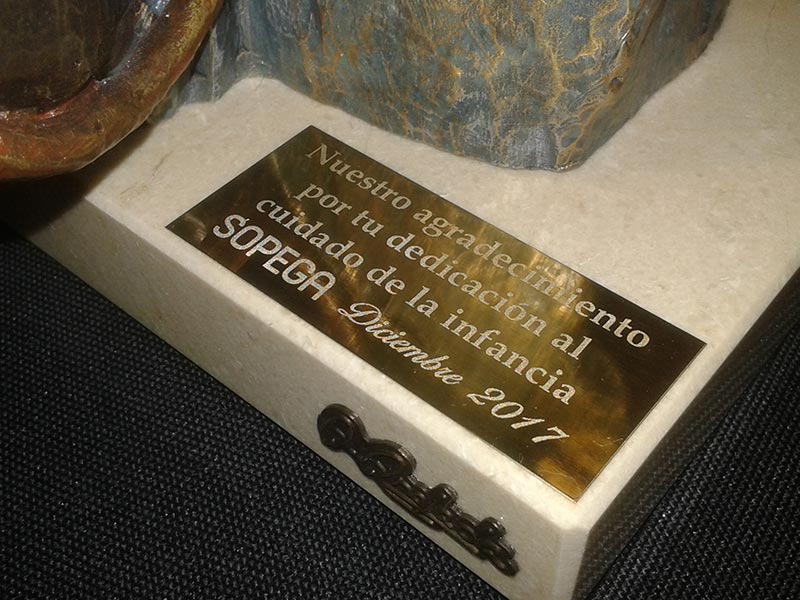 Nuestro agradecimiento
por tu dedicación al
cuidado de la infancia
SOPEGA Diciembre 2017